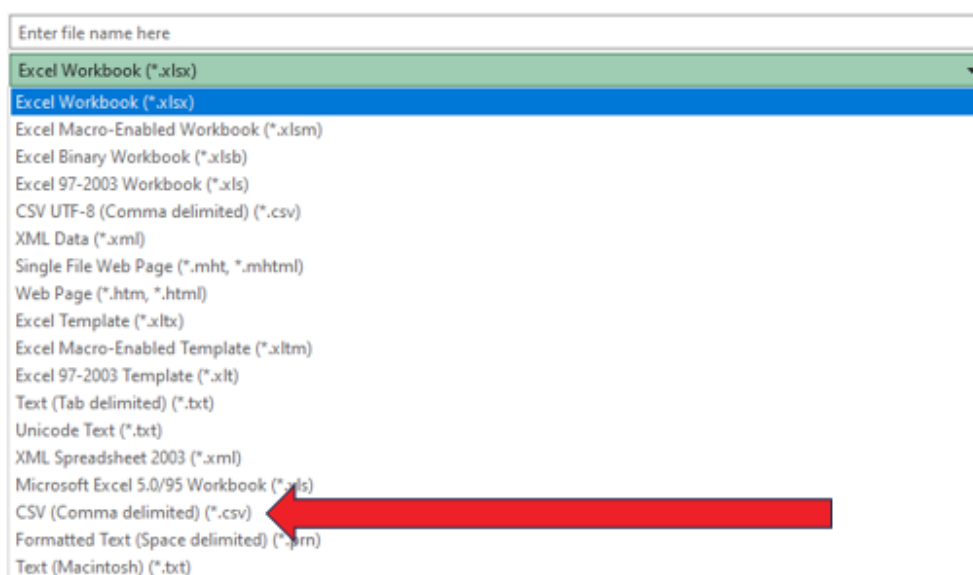 Enter file name here
Excel Workbook (*.xlsx)
Excel Workbook (*.xlsx)
Excel Macro-Enabled Workbook (*.xlsm)
Excel Binary Workbook (*.xlsb)
Excel 97-2003 Workbook (*.xls)
CSV UTF-8 (Comma delimited) (*.csv)
XML Data (*.xml)
Single File Web Page (*.mht, *.mhtml)
Web Page (*.htm, *.html)
Excel Template (*.xltx)
Excel Macro-Enabled Template (*.xltm)
Excel 97-2003 Template (*.xlt)
Text (Tab delimited) (*.txt)
Unicode Text (*.txt)
XML Spreadsheet 2003 (*.xml)
Microsoft Excel 5.0/95 Workbook (*.xls)
CSV (Comma delimited) (*.csv)
Formatted Text (Space delimited) (*.prn)
Text (Macintosh) (*.txt)